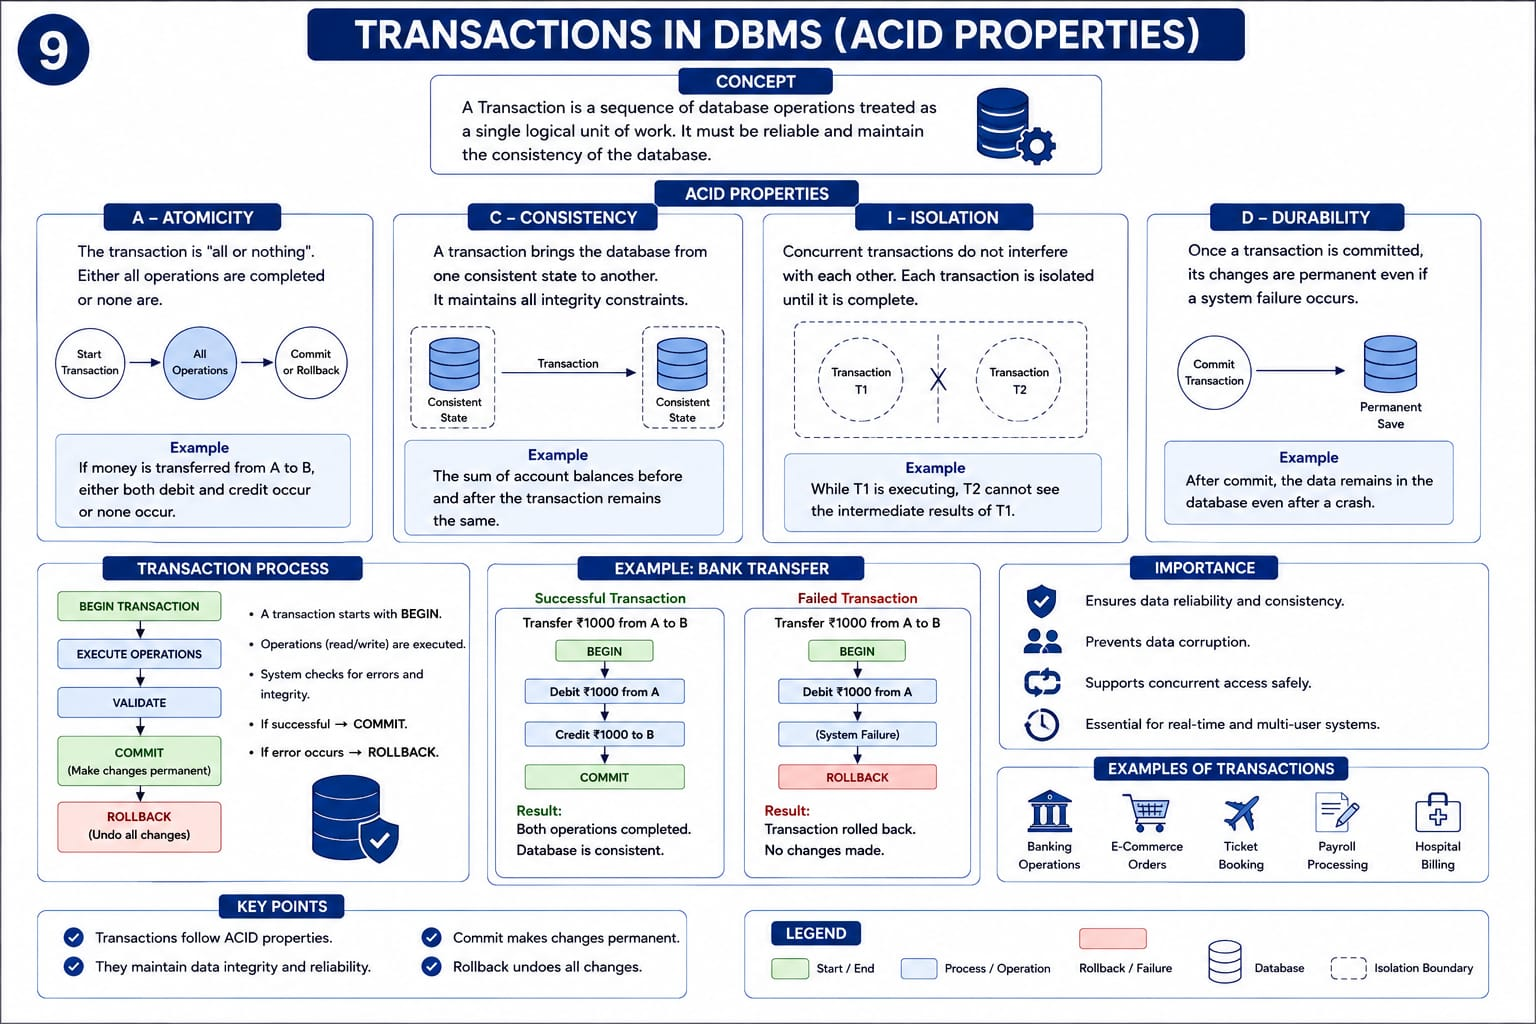 9
TRANSACTIONS IN DBMS (ACID PROPERTIES)
CONCEPT
A Transaction is a sequence of database operations treated as
a single logical unit of work. It must be reliable and maintain
the consistency of the database.
ACID PROPERTIES
A – ATOMICITY
The transaction is "all or nothing".
Either all operations are completed
or none are.
Start
Transaction
All
Operations
Commit
or Rollback
Example
If money is transferred from A to B,
either both debit and credit occur
or none occur.
C – CONSISTENCY
A transaction brings the database from
one consistent state to another.
It maintains all integrity constraints.
Consistent
State
Transaction
Consistent
State
Example
The sum of account balances before
and after the transaction remains
the same.
I – ISOLATION
Concurrent transactions do not interfere
with each other. Each transaction is isolated
until it is complete.
Transaction
T1
Transaction
T2
Example
While T1 is executing, T2 cannot see
the intermediate results of T1.
D – DURABILITY
Once a transaction is committed,
its changes are permanent even if
a system failure occurs.
Commit
Transaction
Permanent
Save
Example
After commit, the data remains in the
database even after a crash.
TRANSACTION PROCESS
BEGIN TRANSACTION
EXECUTE OPERATIONS
VALIDATE
COMMIT
(Make changes permanent)
ROLLBACK
(Undo all changes)
• A transaction starts with BEGIN.
• Operations (read/write) are executed.
• System checks for errors and
integrity.
• If successful → COMMIT.
• If error occurs → ROLLBACK.
EXAMPLE: BANK TRANSFER
Successful Transaction
Transfer ₹1000 from A to B
BEGIN
Debit ₹1000 from A
Credit ₹1000 to B
COMMIT
Result:
Both operations completed.
Database is consistent.
Failed Transaction
Transfer ₹1000 from A to B
BEGIN
Debit ₹1000 from A
(System Failure)
ROLLBACK
Result:
Transaction rolled back.
No changes made.
IMPORTANCE
Ensures data reliability and consistency.
Prevents data corruption.
Supports concurrent access safely.
Essential for real-time and multi-user systems.
EXAMPLES OF TRANSACTIONS
Banking
Operations
E-Commerce
Orders
Ticket
Booking
Payroll
Processing
Hospital
Billing
KEY POINTS
Transactions follow ACID properties.
They maintain data integrity and reliability.
Commit makes changes permanent.
Rollback undoes all changes.
LEGEND
Start / End
Process / Operation
Rollback / Failure
Database
Isolation Boundary